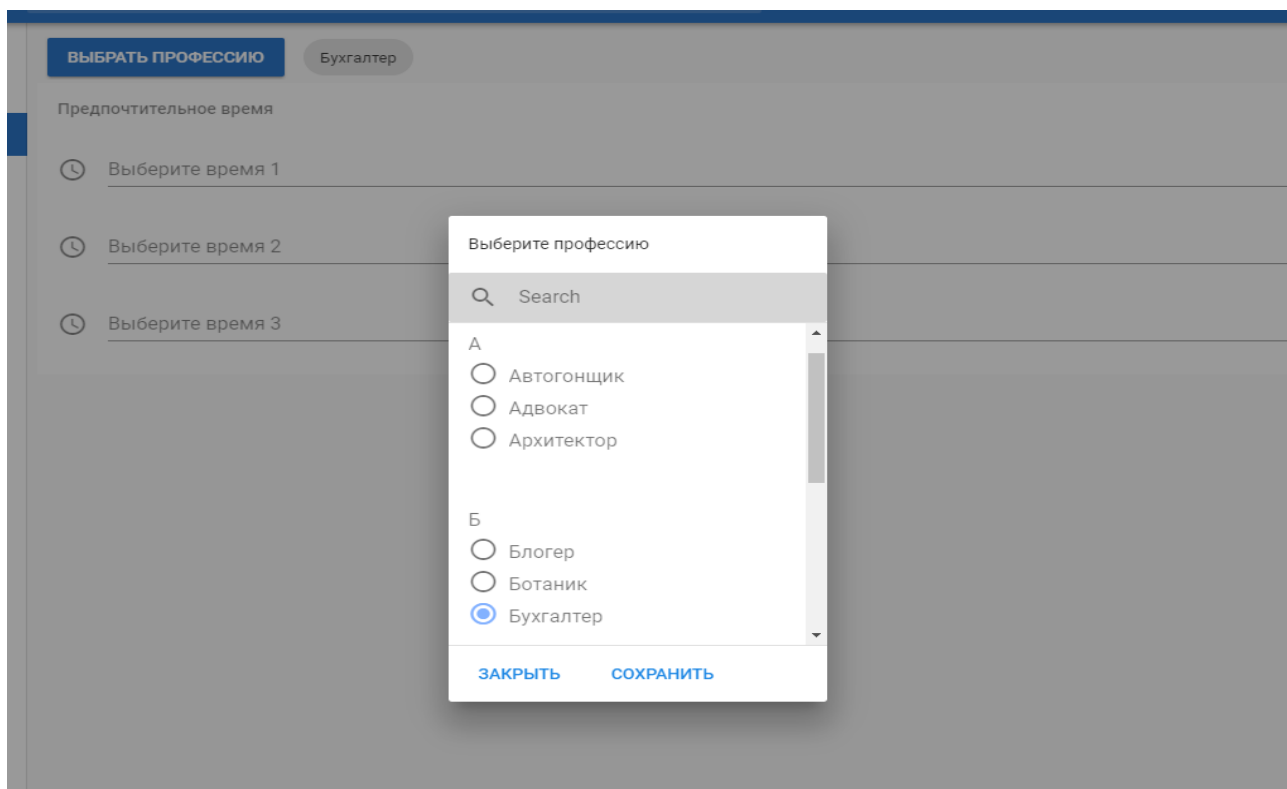 ВЫБРАТЬ ПРОФЕССИЮ Бухгалтер
Предпочтительное время
Выберите время 1
Выберите время 2
Выберите время 3
Выберите профессию
Search
А
Автогонщик
Адвокат
Архитектор
Б
Блогер
Ботаник
Бухгалтер
ЗАКРЫТЬ СОХРАНИТЬ